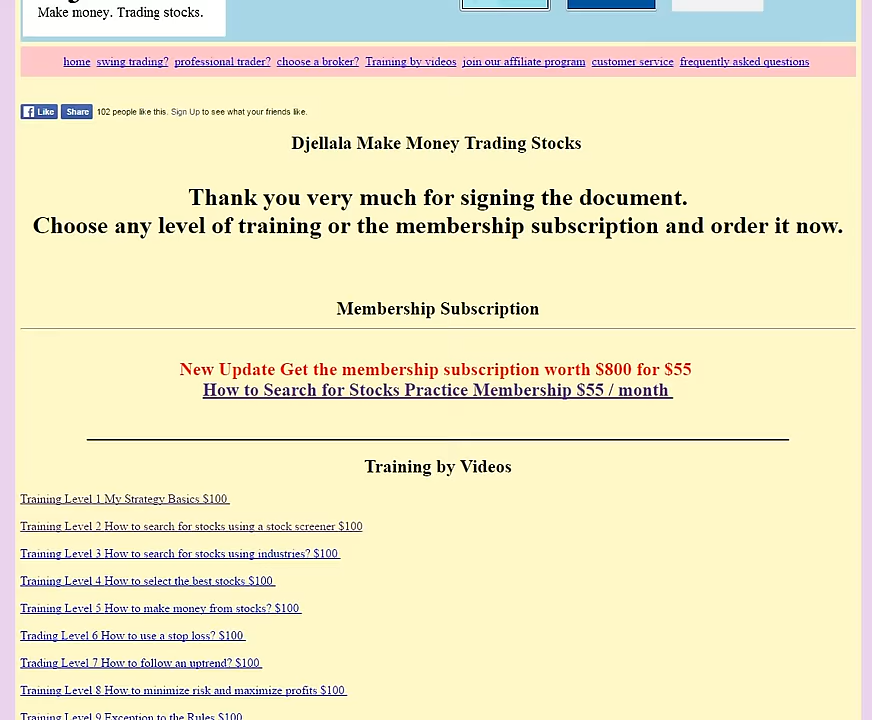 Make money. Trading stocks.
home swing trading? professional trader? choose a broker? Training by videos join our affiliate program customer service frequently asked questions
Like Share 102 people like this. Sign Up to see what your friends like.
Djellala Make Money Trading Stocks
Thank you very much for signing the document.
Choose any level of training or the membership subscription and order it now.
Membership Subscription
New Update Get the membership subscription worth $800 for $55
How to Search for Stocks Practice Membership $55 / month
Training by Videos
Training Level 1 My Strategy Basics $100
Training Level 2 How to search for stocks using a stock screener $100
Training Level 3 How to search for stocks using industries? $100
Training Level 4 How to select the best stocks $100
Training Level 5 How to make money from stocks? $100
Trading Level 6 How to use a stop loss? $100
Trading Level 7 How to follow an uptrend? $100
Training Level 8 How to minimize risk and maximize profits $100
Training Level 9 Exception to the Rules $100